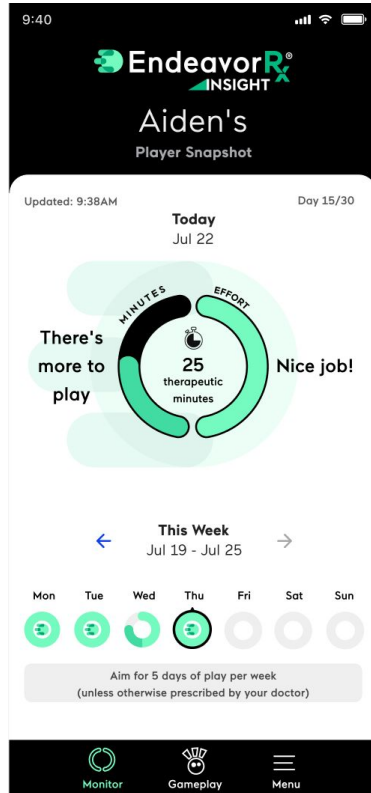 9:40
EndeavorRx®
INSIGHT
Aiden's
Player Snapshot
Updated: 9:38AM
Day 15/30
Today
Jul 22
MINUTES
EFFORT
There's
more to
play
25
therapeutic
minutes
Nice job!
This Week
Jul 19 - Jul 25
Mon Tue Wed Thu Fri Sat Sun
Aim for 5 days of play per week
(unless otherwise prescribed by your doctor)
Monitor Gameplay Menu